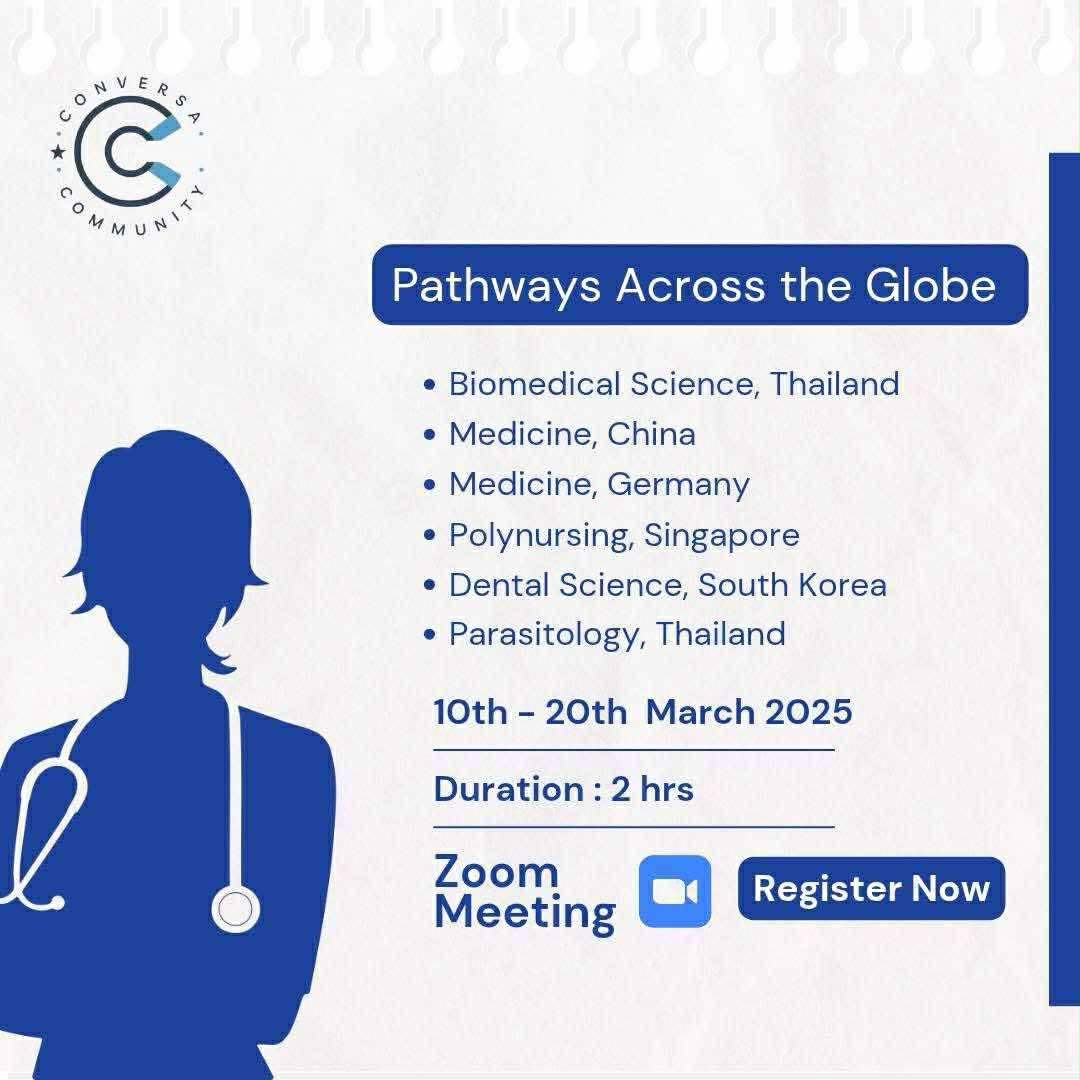 CONVERSA
COMMUNITY
Pathways Across the Globe
• Biomedical Science, Thailand
• Medicine, China
• Medicine, Germany
• Polynursing, Singapore
• Dental Science, South Korea
• Parasitology, Thailand
10th - 20th March 2025
Duration : 2 hrs
Zoom
Meeting
Register Now